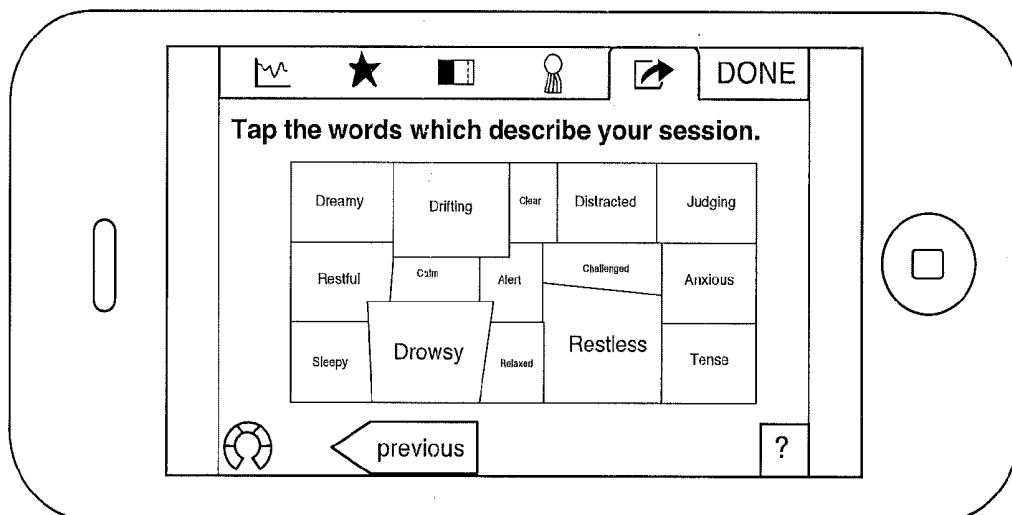 DONE
Tap the words which describe your session.
Dreamy Drifting Clear Distracted Judging
Restful Calm Alert Challenged Anxious
Sleepy Drowsy Relaxed Restless Tense
previous ?